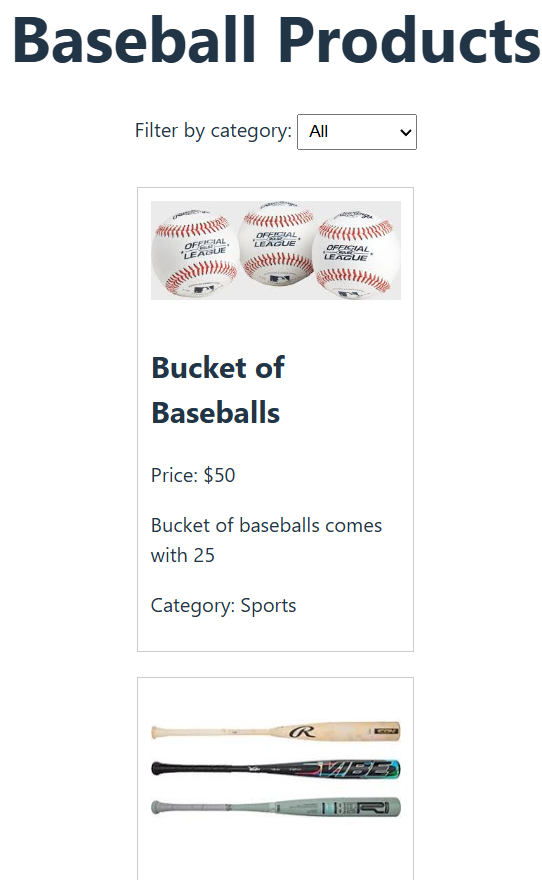 Baseball Products
Filter by category: All
OFFICIAL OFFICIAL OFFICIAL
LEAGUE LEAGUE LEAGUE
Bucket of
Baseballs
Price: $50
Bucket of baseballs comes
with 25
Category: Sports
R
VIBE
R